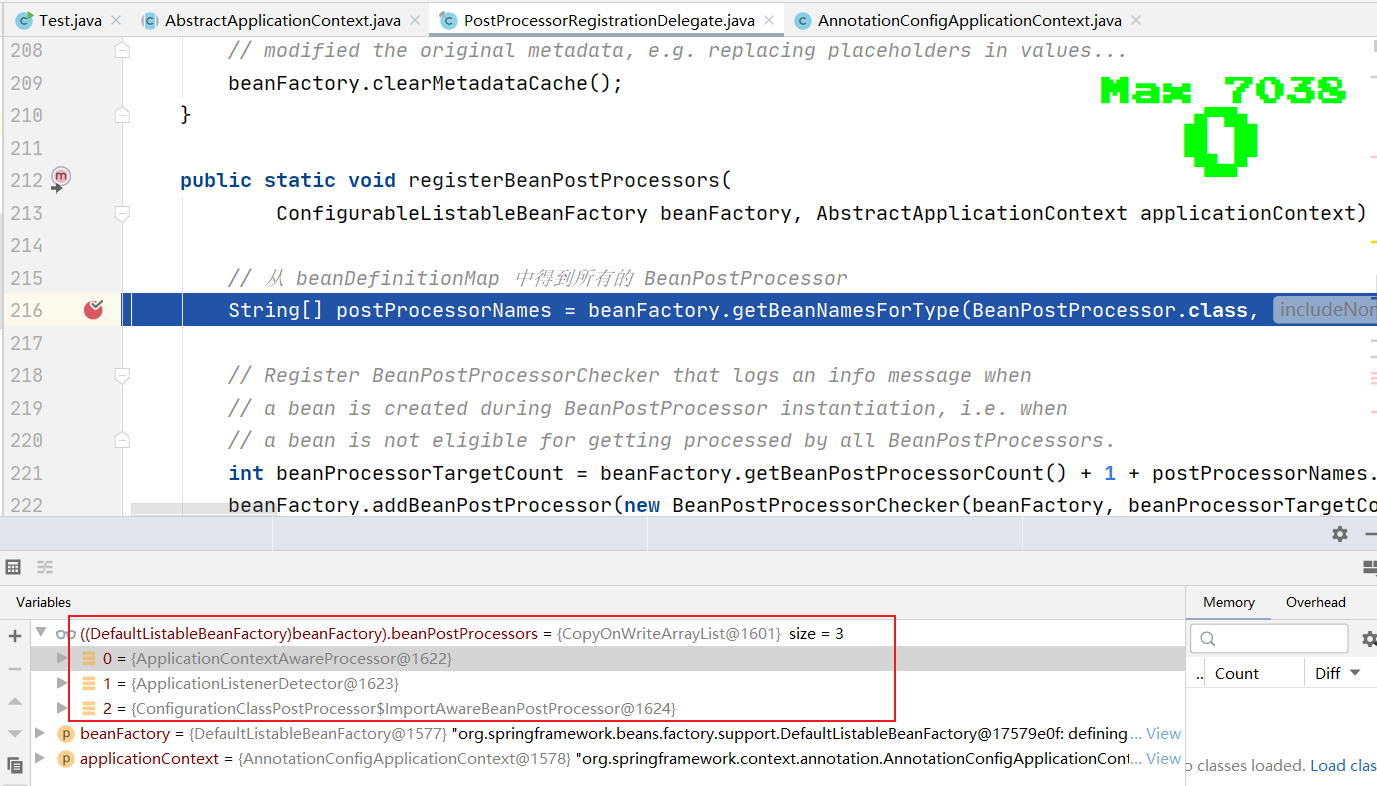 Test.java
AbstractApplicationContext.java
PostProcessorRegistrationDelegate.java
AnnotationConfigApplicationContext.java
208 // modified the original metadata, e.g. replacing placeholders in values...
209 beanFactory.clearMetadataCache();
210 }
211
212 public static void registerBeanPostProcessors(
213 ConfigurableListableBeanFactory beanFactory, AbstractApplicationContext applicationContext)
214
215 // 从 beanDefinitionMap 中得到所有的 BeanPostProcessor
216 String[] postProcessorNames = beanFactory.getBeanNamesForType(BeanPostProcessor.class, includeNon
217
218 // Register BeanPostProcessorChecker that logs an info message when
219 // a bean is created during BeanPostProcessor instantiation, i.e. when
220 // a bean is not eligible for getting processed by all BeanPostProcessors.
221 int beanProcessorTargetCount = beanFactory.getBeanPostProcessorCount() + 1 + postProcessorNames.
222 beanFactory.addBeanPostProcessor(new BeanPostProcessorChecker(beanFactory, beanProcessorTargetCo
Max 7038
0
Variables
((DefaultListableBeanFactory)beanFactory).beanPostProcessors = {CopyOnWriteArrayList@1601} size = 3
0 = {ApplicationContextAwareProcessor@1622}
1 = {ApplicationListenerDetector@1623}
2 = {ConfigurationClassPostProcessor$ImportAwareBeanPostProcessor@1624}
beanFactory = {DefaultListableBeanFactory@1577} "org.springframework.beans.factory.support.DefaultListableBeanFactory@17579e0f: defining ... View
applicationContext = {AnnotationConfigApplicationContext@1578} "org.springframework.context.annotation.AnnotationConfigApplicationCont... View
Memory
Overhead
.. Count
Diff
o classes loaded. Load clas